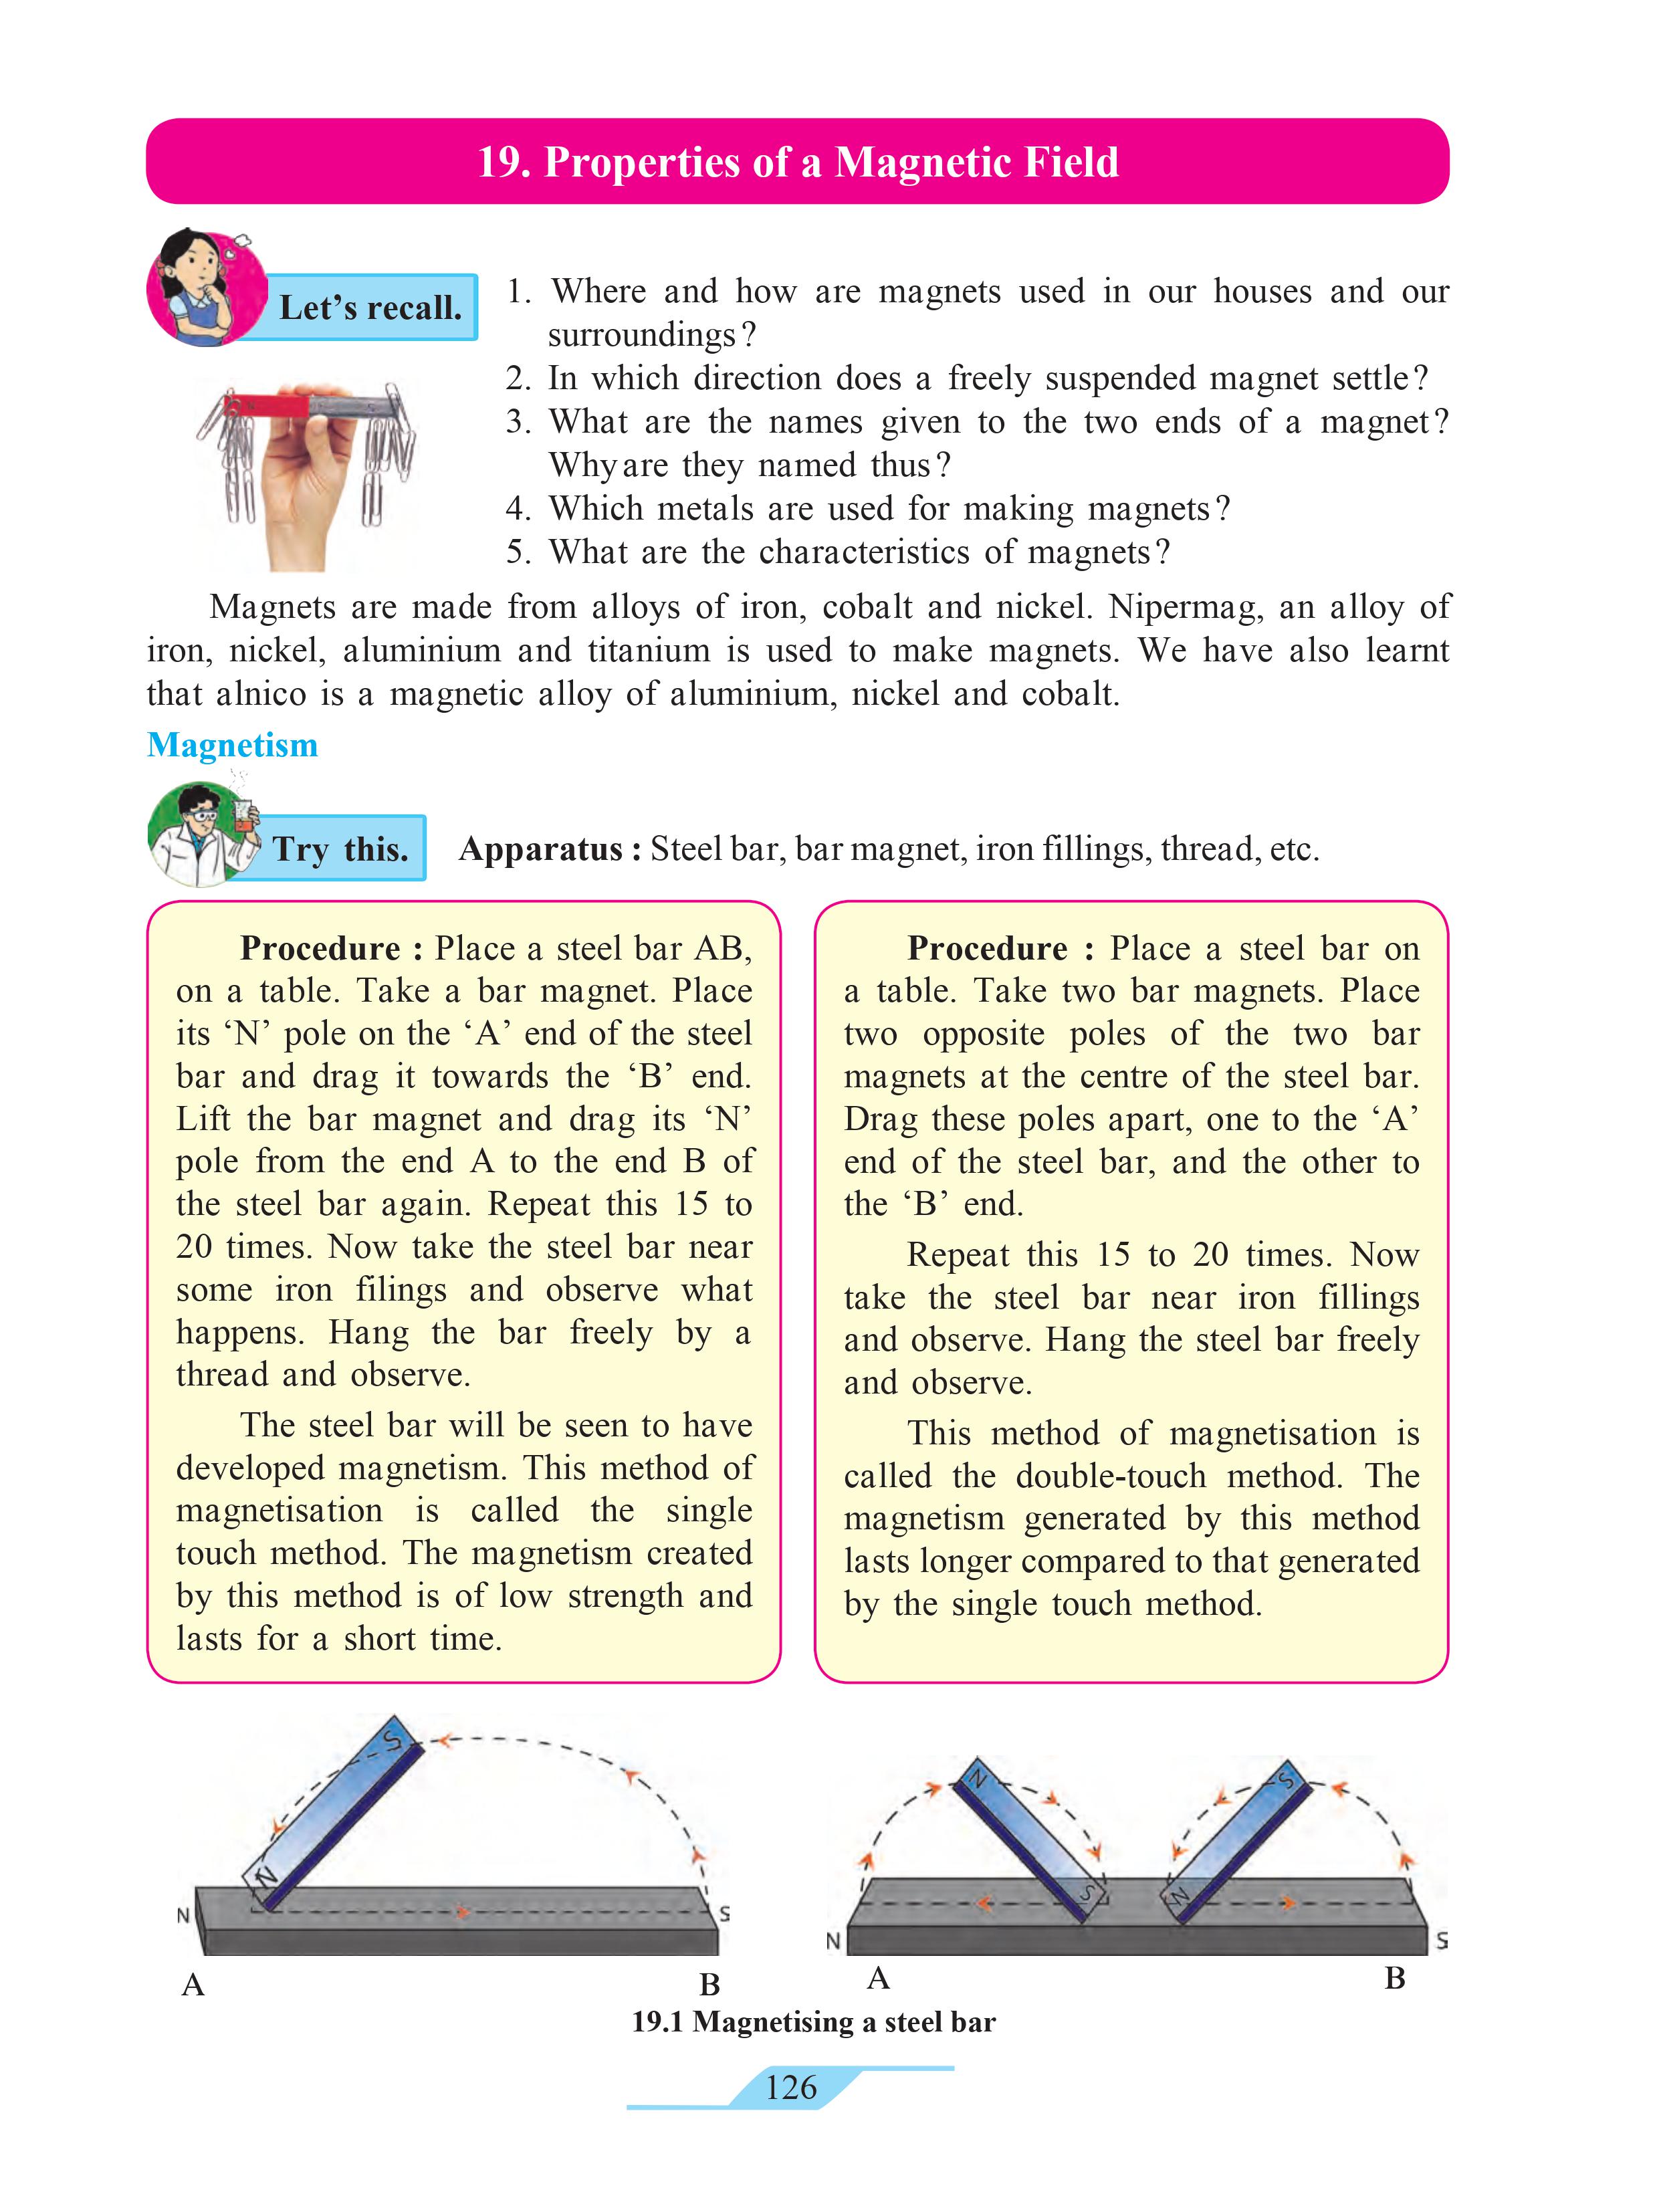 19. Properties of a Magnetic Field
Let’s recall.
1. Where and how are magnets used in our houses and our
surroundings?
2. In which direction does a freely suspended magnet settle?
3. What are the names given to the two ends of a magnet?
Why are they named thus?
4. Which metals are used for making magnets?
5. What are the characteristics of magnets?
Magnets are made from alloys of iron, cobalt and nickel. Nipermag, an alloy of
iron, nickel, aluminium and titanium is used to make magnets. We have also learnt
that alnico is a magnetic alloy of aluminium, nickel and cobalt.
Magnetism
Try this.
Apparatus : Steel bar, bar magnet, iron fillings, thread, etc.
Procedure : Place a steel bar AB,
on a table. Take a bar magnet. Place
its ‘N’ pole on the ‘A’ end of the steel
bar and drag it towards the ‘B’ end.
Lift the bar magnet and drag its ‘N’
pole from the end A to the end B of
the steel bar again. Repeat this 15 to
20 times. Now take the steel bar near
some iron filings and observe what
happens. Hang the bar freely by a
thread and observe.
The steel bar will be seen to have
developed magnetism. This method of
magnetisation is called the single
touch method. The magnetism created
by this method is of low strength and
lasts for a short time.
Procedure : Place a steel bar on
a table. Take two bar magnets. Place
two opposite poles of the two bar
magnets at the centre of the steel bar.
Drag these poles apart, one to the ‘A’
end of the steel bar, and the other to
the ‘B’ end.
Repeat this 15 to 20 times. Now
take the steel bar near iron fillings
and observe. Hang the steel bar freely
and observe.
This method of magnetisation is
called the double-touch method. The
magnetism generated by this method
lasts longer compared to that generated
by the single touch method.
S
N
N
S
A
B
N
S
S
N
N
S
A
B
19.1 Magnetising a steel bar
126